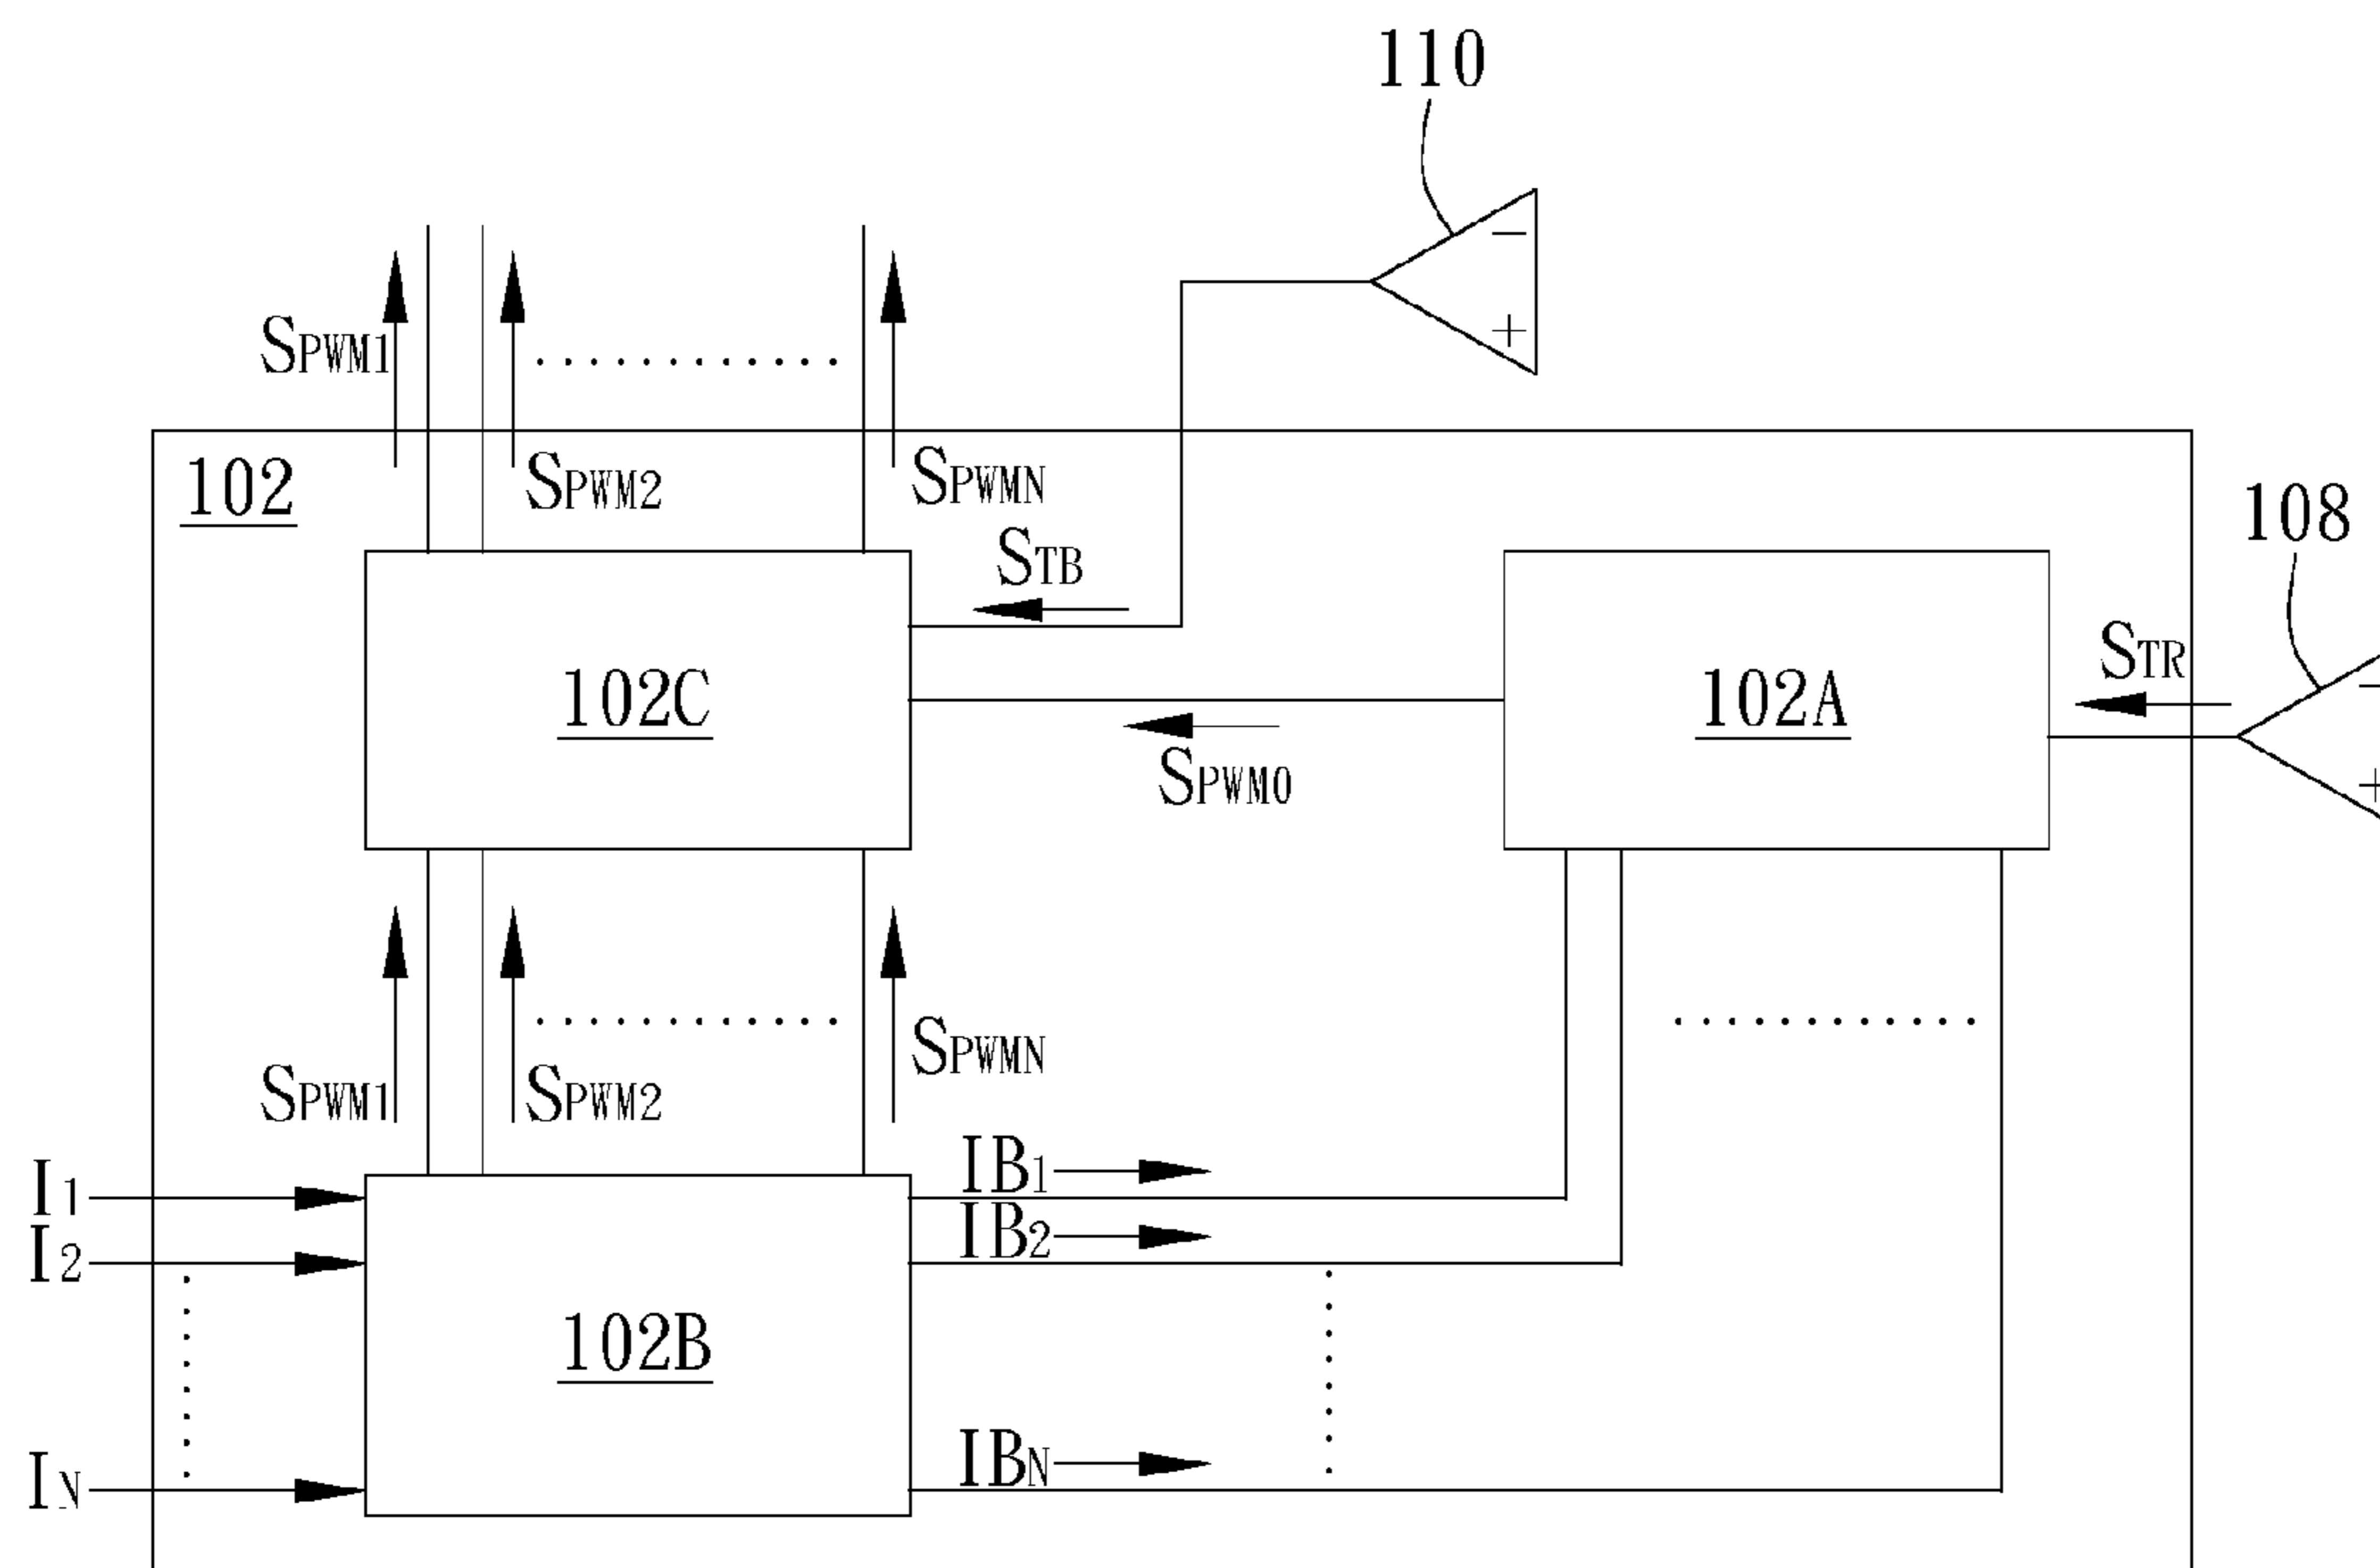 110
SPWM1
102
SPWM2
SPWMN
108
STB
STR
102C
102A
SPWM0
SPWM1
SPWM2
SPWMN
I1
IB1
I2
IB2
102B
IN
IBN